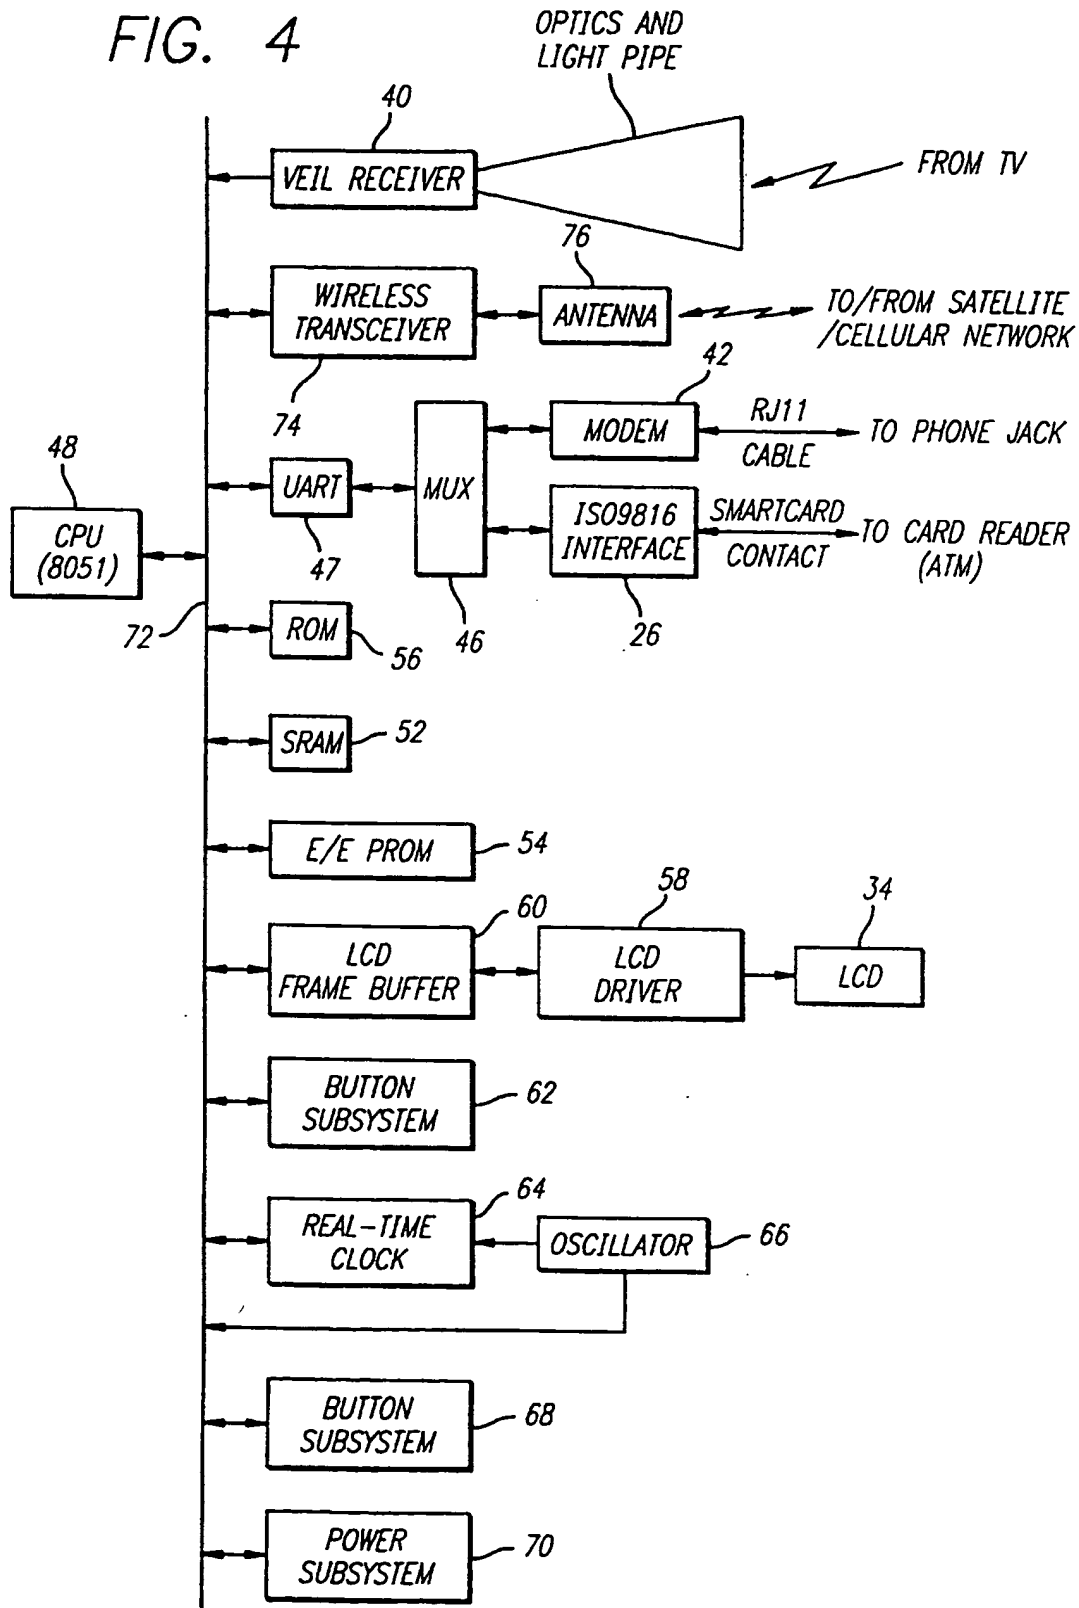 FIG. 4
OPTICS AND
LIGHT PIPE
40
VEIL RECEIVER
FROM TV
76
WIRELESS
TRANSCEIVER
ANTENNA
TO/FROM SATELLITE
/CELLULAR NETWORK
74
42
MODEM
RJ11
CABLE
TO PHONE JACK
48
CPU
(8051)
UART
MUX
47
ISO9816
INTERFACE
SMARTCARD
CONTACT
TO CARD READER
(ATM)
72
ROM
56
46
26
SRAM
52
E/E PROM
54
60
58
34
LCD
FRAME BUFFER
LCD
DRIVER
LCD
BUTTON
SUBSYSTEM
62
64
REAL-TIME
CLOCK
OSCILLATOR
66
BUTTON
SUBSYSTEM
68
POWER
SUBSYSTEM
70